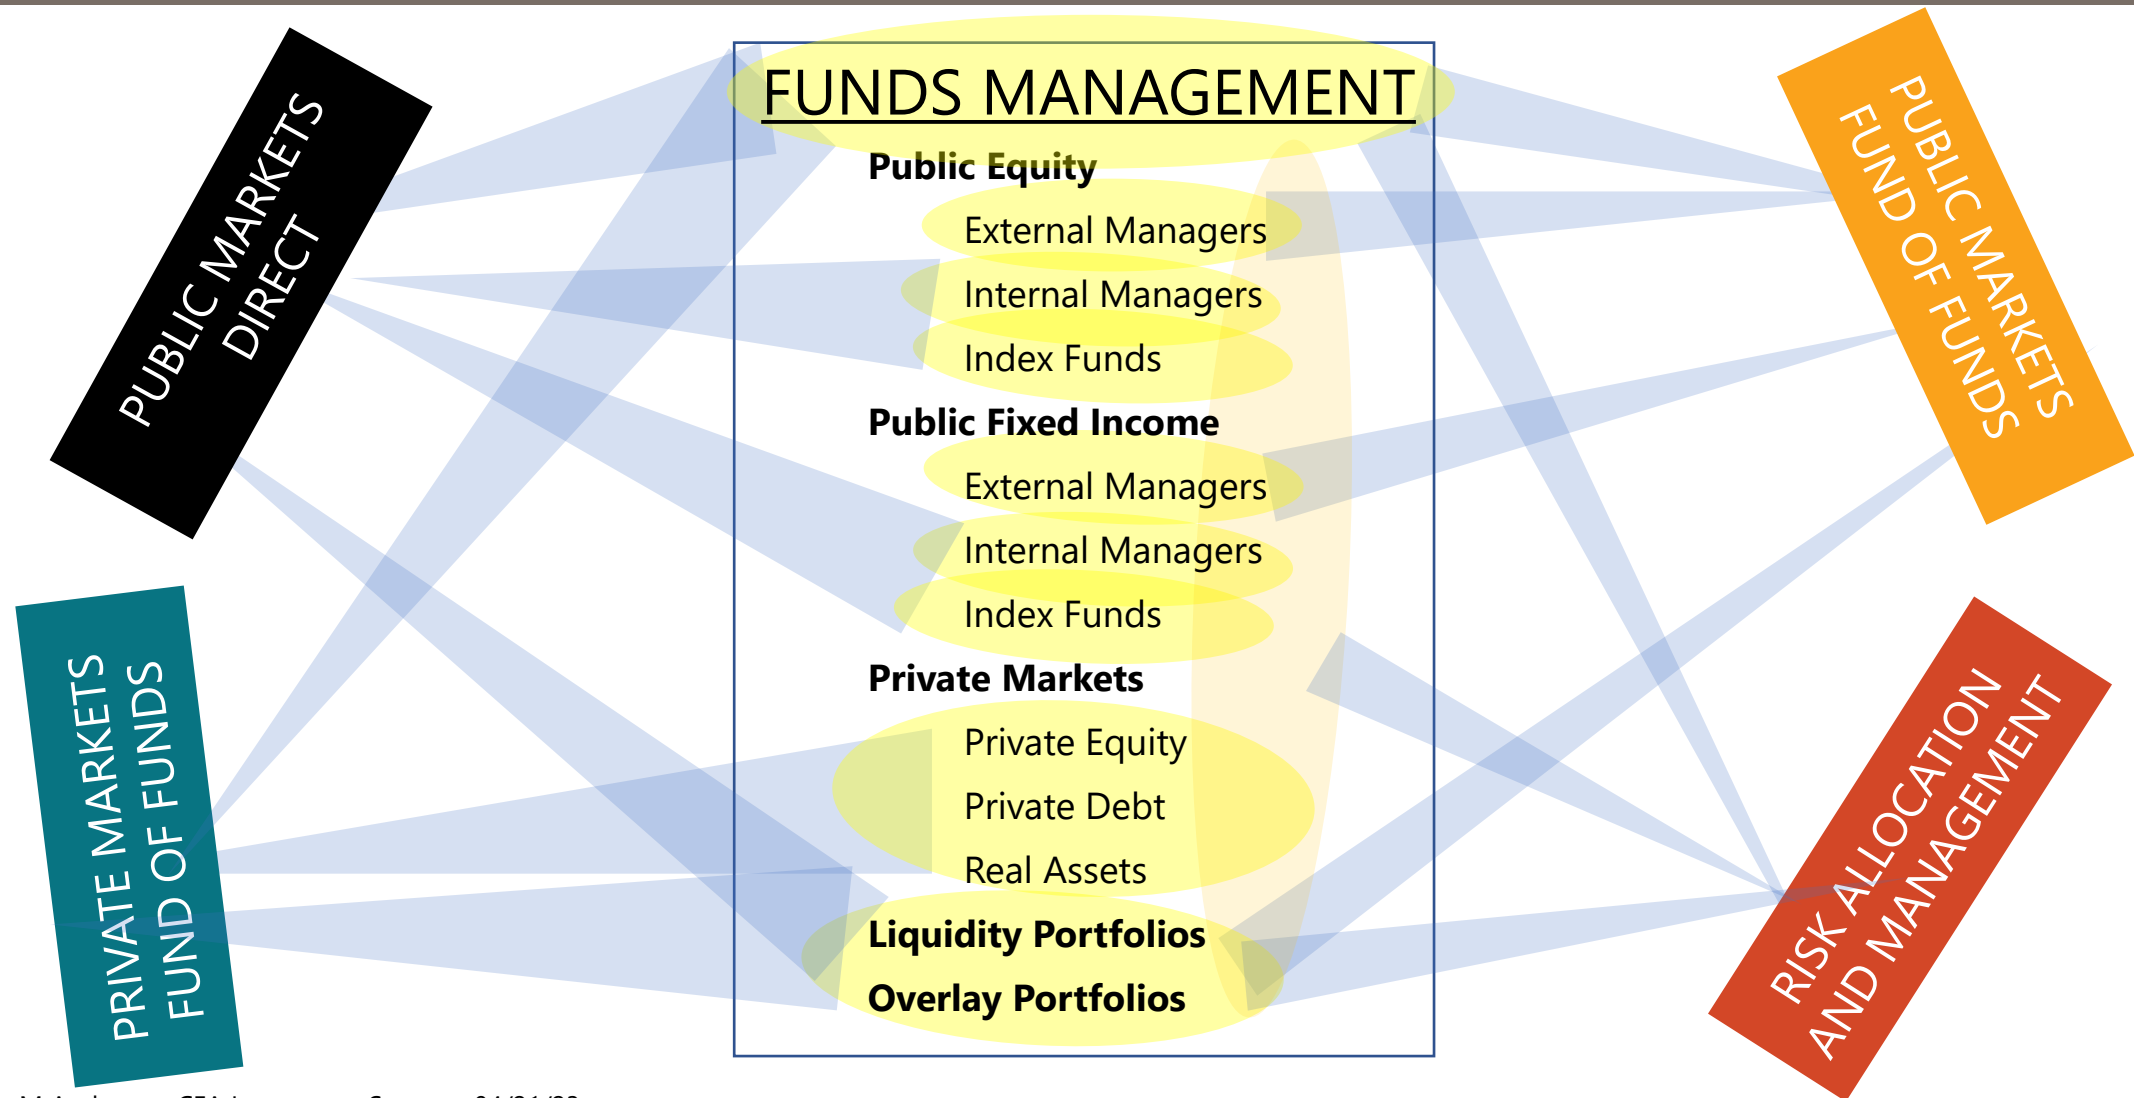 PUBLIC MARKETS
DIRECT
PRIVATE MARKETS
FUND OF FUNDS
FUNDS MANAGEMENT
Public Equity
External Managers
Internal Managers
Index Funds
Public Fixed Income
External Managers
Internal Managers
Index Funds
Private Markets
Private Equity
Private Debt
Real Assets
Liquidity Portfolios
Overlay Portfolios
PUBLIC MARKETS
FUND OF FUNDS
RISK ALLOCATION
AND MANAGEMENT